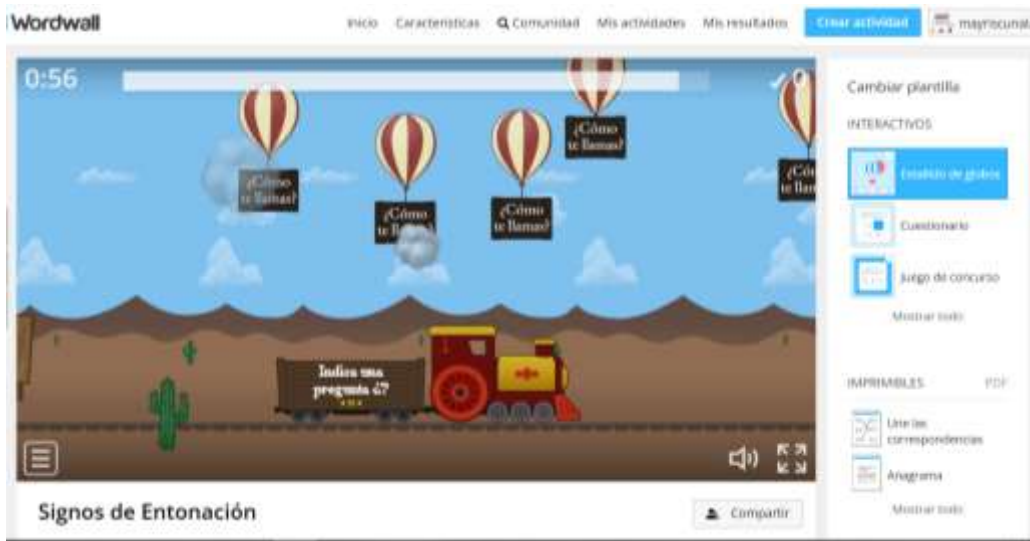 Wordwall
Inicio Características Comunidad Mis actividades Mis resultados Crear actividad
0:56
0
¿Cómo
te llamas?
¿Cómo
¿Cómo
te llamas?
¿Cómo
te llamas?
Indica una
pregunta ¿?
Signos de Entonación
Compartir
Cambiar plantilla
INTERACTIVOS
Estallido de globos
Cuestionario
Juego de concurso
Mostrar todo
IMPRIMIBLES PDF
Une las
correspondencias
Anagrama
Mostrar todo